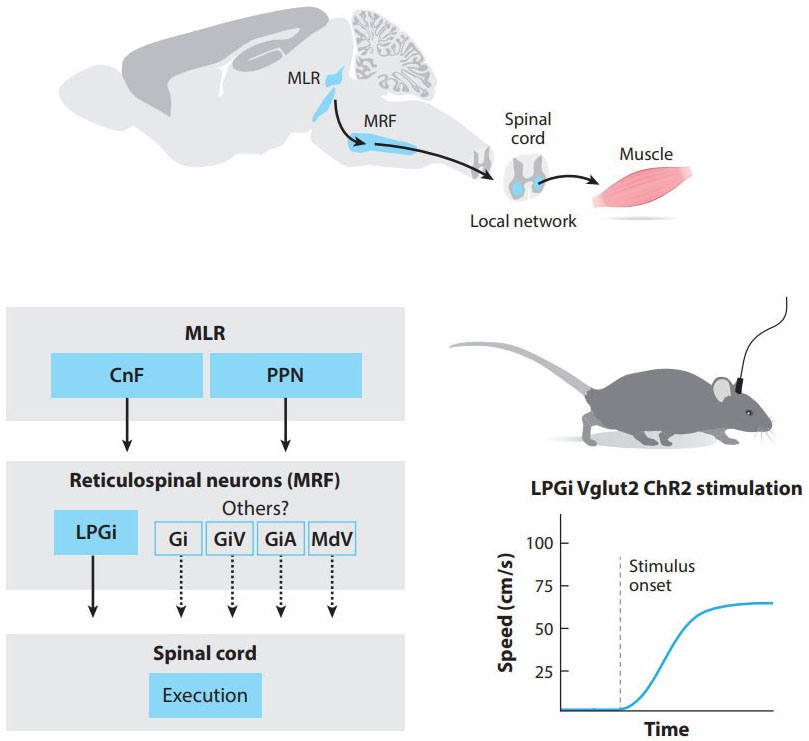 MLR
MRF
Spinal
cord
Muscle
Local network
MLR
CnF PPN
Reticulospinal neurons (MRF)
Others?
LPGi Gi GiV GiA MdV
Spinal cord
Execution
LPGi Vglut2 ChR2 stimulation
100
75
50
25
Speed (cm/s)
Stimulus
onset
Time